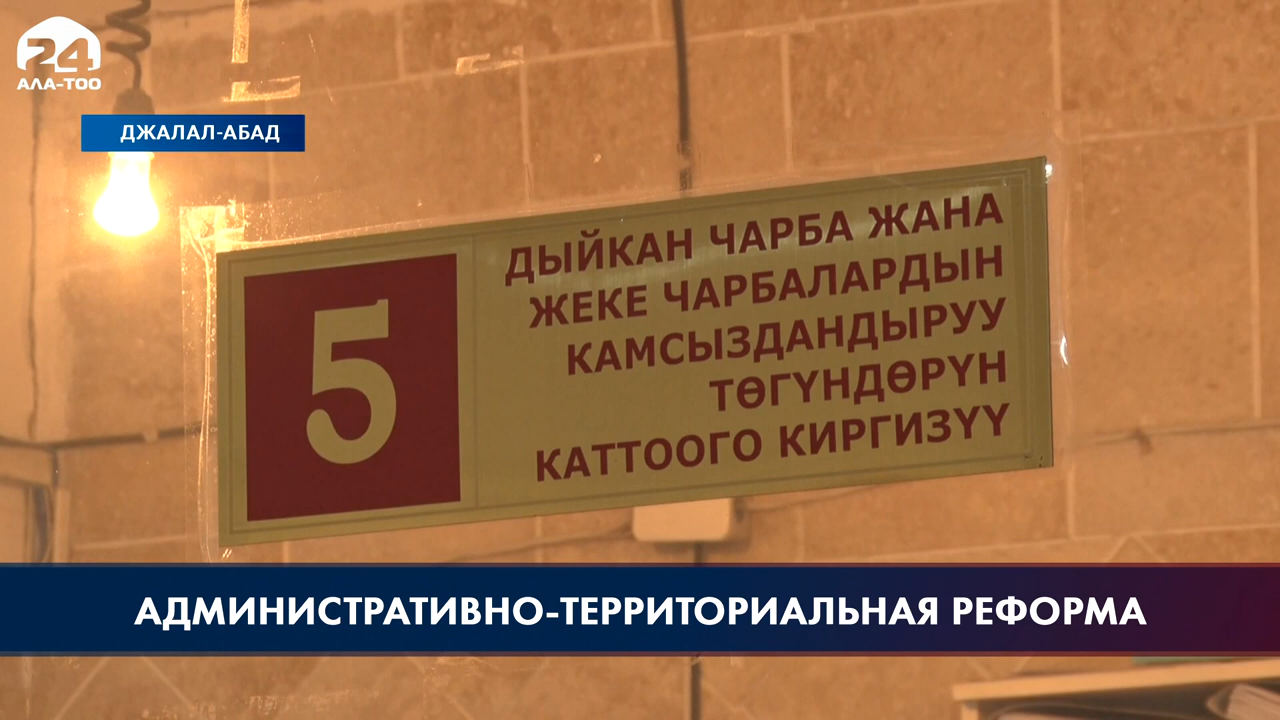 24
АЛА-ТОО
ДЖАЛАЛ-АБАД
5
ДЫЙКАН ЧАРБА ЖАНА
ЖЕКЕ ЧАРБАЛАРДЫН
КАМСЫЗДАНДЫРУУ
ТӨГҮНДӨРҮН
КАТТООГО КИРГИЗҮҮ
АДМИНИСТРАТИВНО-ТЕРРИТОРИАЛЬНАЯ РЕФОРМА